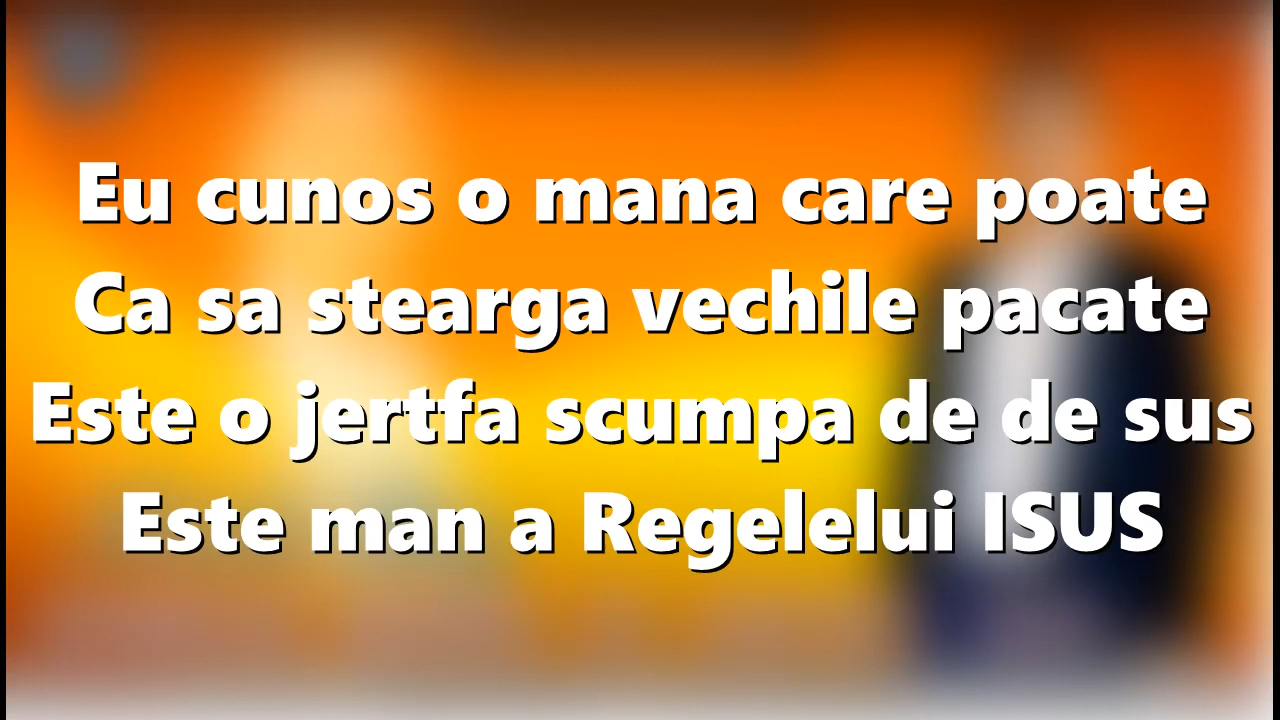 Eu cunos o mana care poate
Ca sa stearga vechile pacate
Este o jertfa scumpa de de sus
Este man a Regelelui ISUS